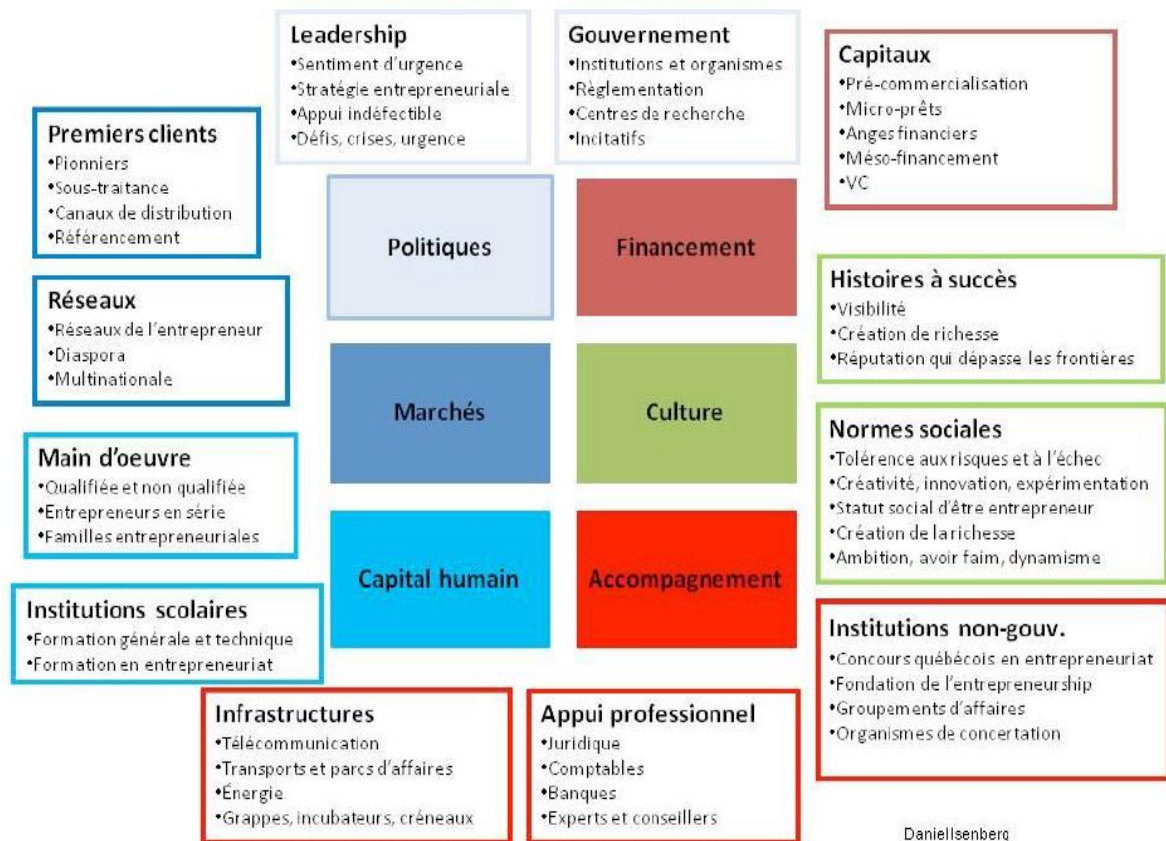 Leadership
•Sentiment d'urgence
•Stratégie entrepreneuriale
•Appui indéfectible
•Défis, crises, urgence
Gouvernement
•Institutions et organismes
•Règlementation
•Centres de recherche
•Incitatifs
Capitaux
•Pré-commercialisation
•Micro-prêts
•Anges financiers
•Méso-financement
•VC
Premiers clients
•Pionniers
•Sous-traitance
•Canaux de distribution
•Référencement
Politiques
Financement
Réseaux
•Réseaux de l'entrepreneur
•Diaspora
•Multinationale
Histoires à succès
•Visibilité
•Création de richesse
•Réputation qui dépasse les frontières
Marchés
Culture
Main d'oeuvre
•Qualifiée et non qualifiée
•Entrepreneurs en série
•Familles entrepreneuriales
Normes sociales
•Tolérence aux risques et à l'échec
•Créativité, innovation, expérimentation
•Statut social d'être entrepreneur
•Création de la richesse
•Ambition, avoir faim, dynamisme
Capital humain
Accompagnement
Institutions scolaires
•Formation générale et technique
•Formation en entrepreneuriat
Institutions non-gouv.
•Concours québécois en entrepreneuriat
•Fondation de l'entrepreneurship
•Groupements d'affaires
•Organismes de concertation
Infrastructures
•Télécommunication
•Transports et parcs d'affaires
•Énergie
•Grappes, incubateurs, créneaux
Appui professionnel
•Juridique
•Comptables
•Banques
•Experts et conseillers
Daniel Isenberg